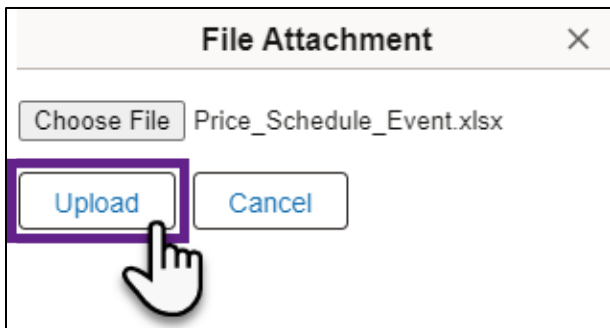 File Attachment
Choose File Price_Schedule_Event.xlsx
Upload Cancel